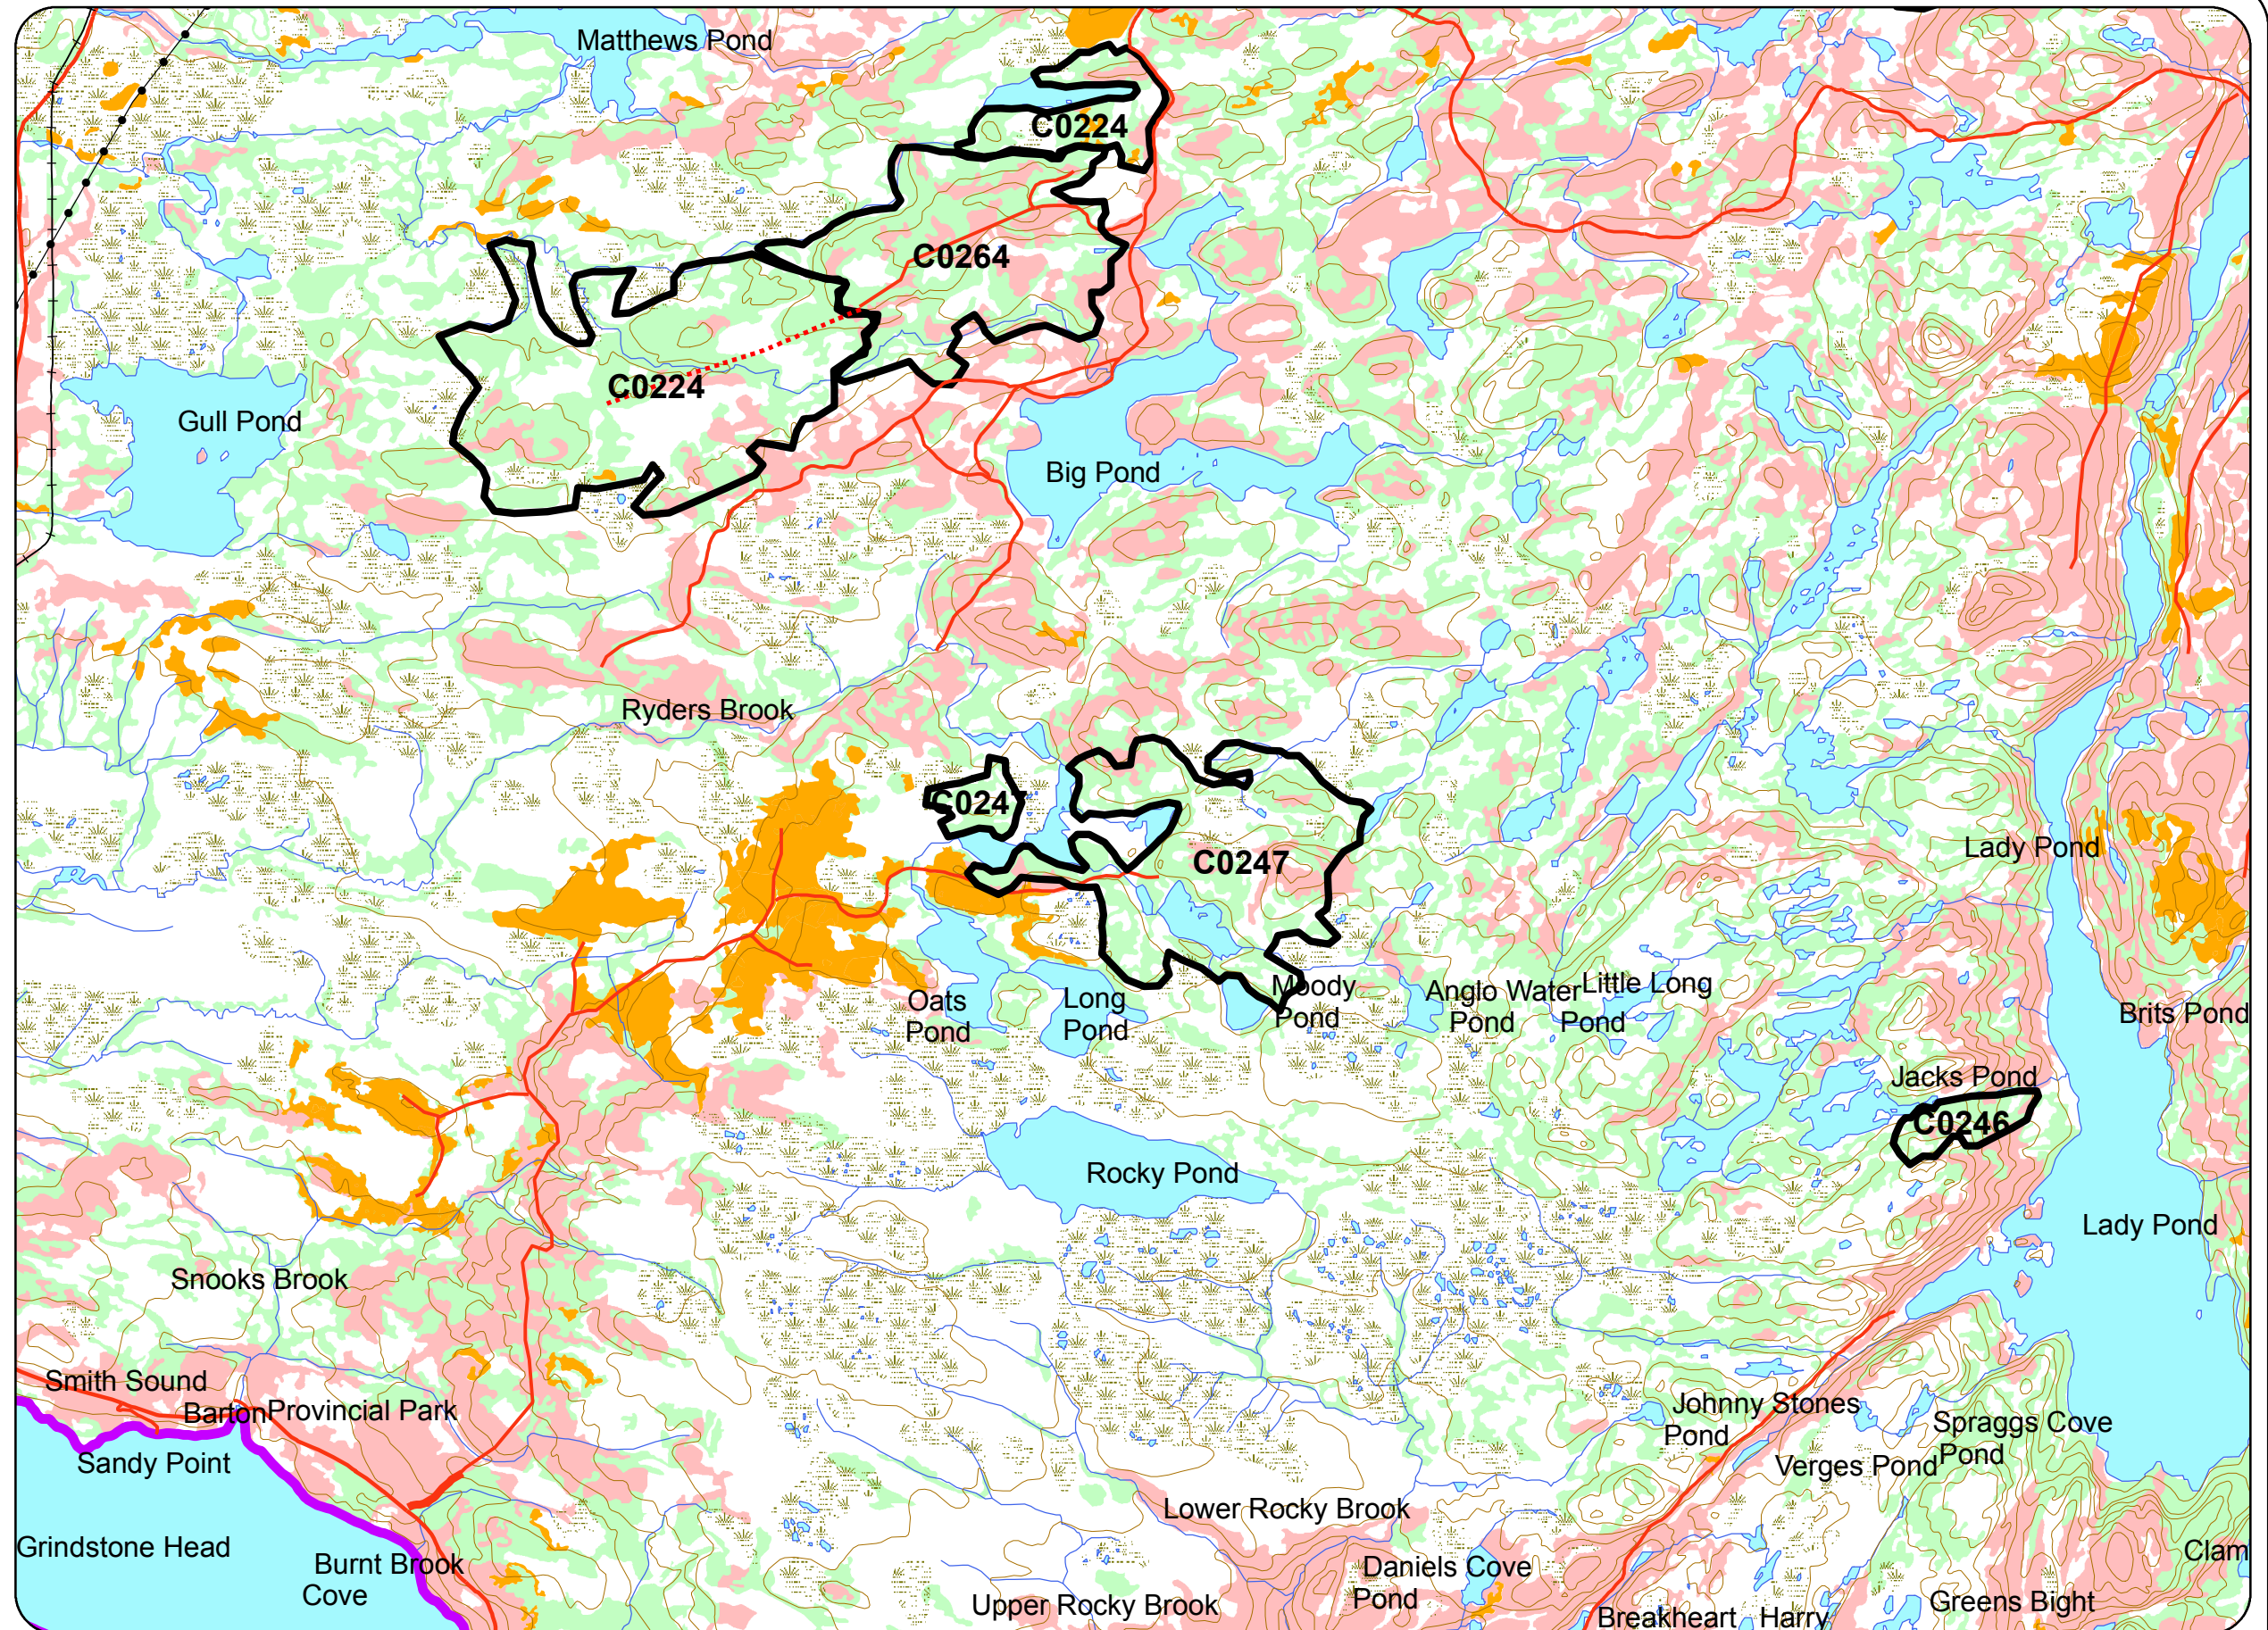 Matthews Pond
C0224
C0264
C0224
Gull Pond
Big Pond
Ryders Brook
C0247
C0247
Lady Pond
Oats
Pond
Long
Pond
Moody
Pond
Anglo Water
Pond
Little Long
Pond
Brits Pond
Jacks Pond
C0246
Rocky Pond
Lady Pond
Snooks Brook
Smith Sound
Barton
Provincial Park
Sandy Point
Johnny Stones
Pond
Spraggs Cove
Pond
Verges Pond
Lower Rocky Brook
Grindstone Head
Burnt Brook
Cove
Daniels Cove
Pond
Clam
Upper Rocky Brook
Breakheart
Harry
Greens Bight